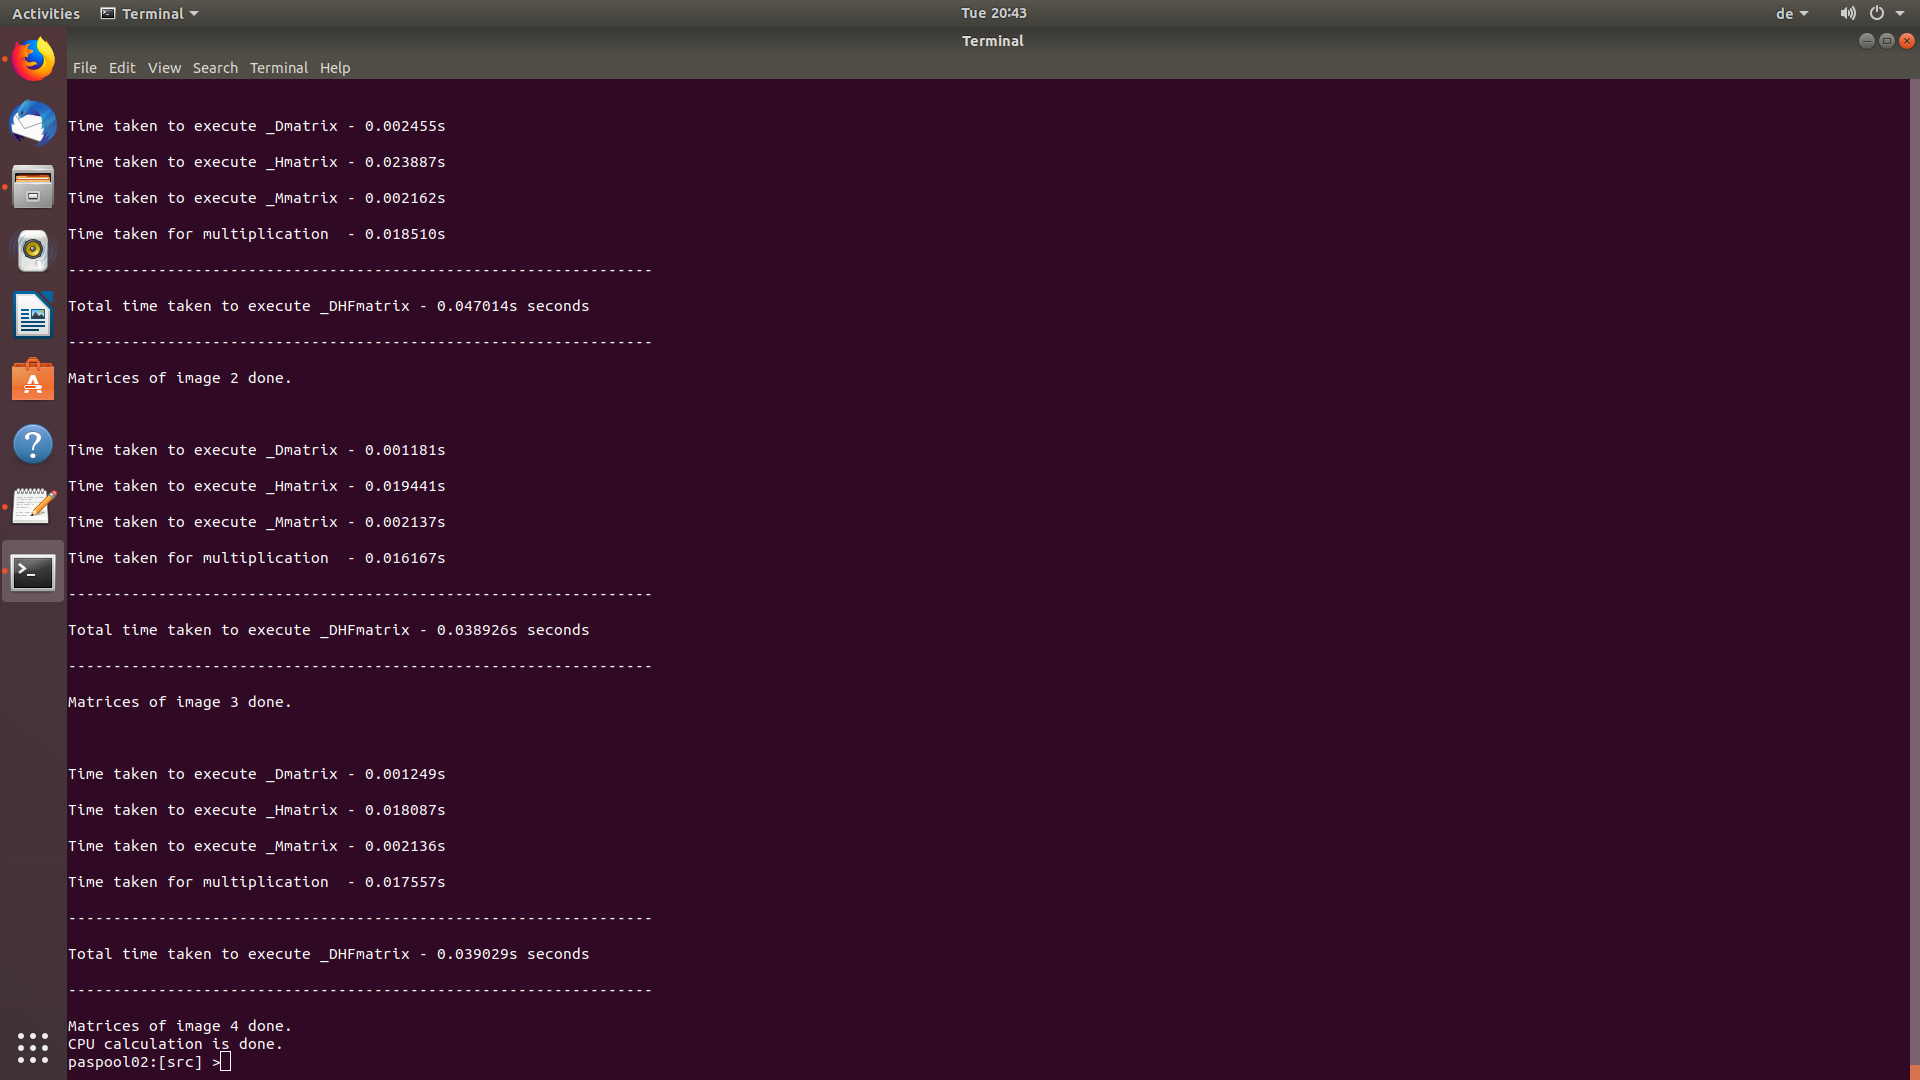 Activities Terminal Tue 20:43 de
Terminal
File Edit View Search Terminal Help
Time taken to execute _Dmatrix - 0.002455s
Time taken to execute _Hmatrix - 0.023887s
Time taken to execute _Mmatrix - 0.002162s
Time taken for multiplication  - 0.018510s
-----------------------------------------------------------------
Total time taken to execute _DHFmatrix - 0.047014s seconds
-----------------------------------------------------------------
Matrices of image 2 done.
Time taken to execute _Dmatrix - 0.001181s
Time taken to execute _Hmatrix - 0.019441s
Time taken to execute _Mmatrix - 0.002137s
Time taken for multiplication  - 0.016167s
-----------------------------------------------------------------
Total time taken to execute _DHFmatrix - 0.038926s seconds
-----------------------------------------------------------------
Matrices of image 3 done.
Time taken to execute _Dmatrix - 0.001249s
Time taken to execute _Hmatrix - 0.018087s
Time taken to execute _Mmatrix - 0.002136s
Time taken for multiplication  - 0.017557s
-----------------------------------------------------------------
Total time taken to execute _DHFmatrix - 0.039029s seconds
-----------------------------------------------------------------
Matrices of image 4 done.
CPU calculation is done.
paspool02:[src] >